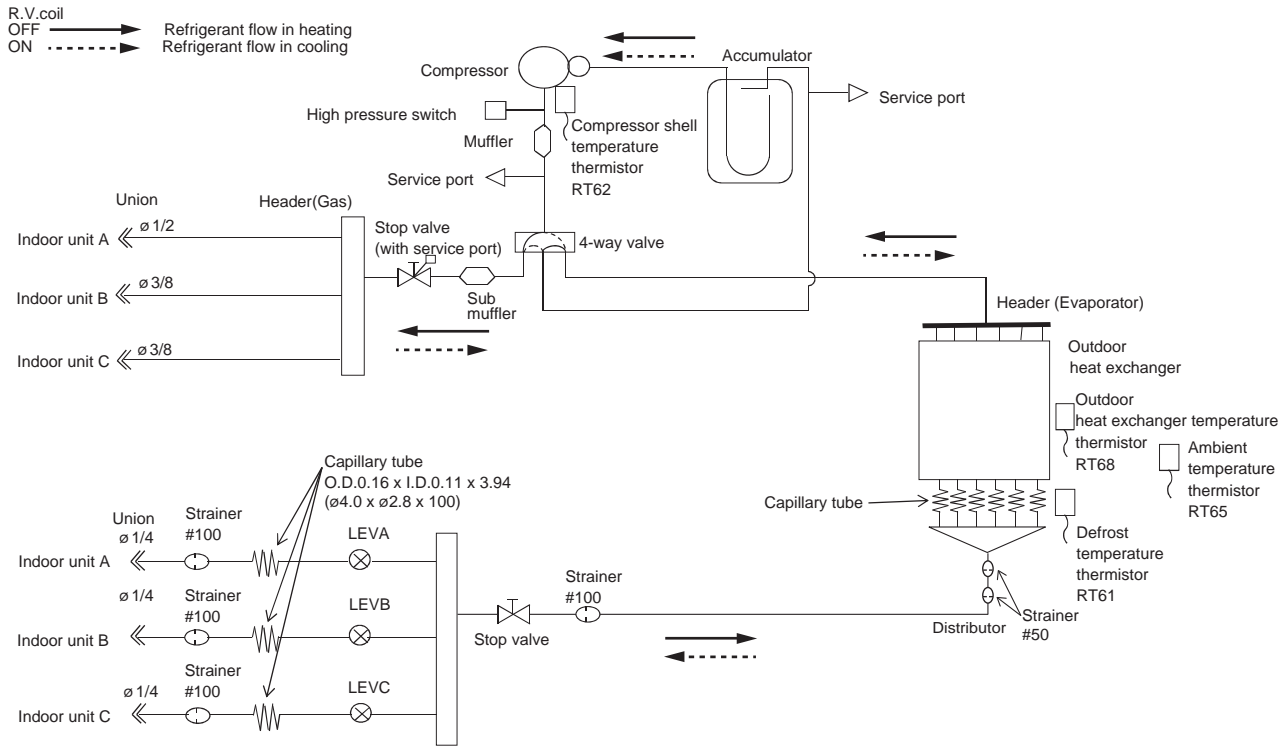 R.V.coil
OFF Refrigerant flow in heating
ON Refrigerant flow in cooling
Compressor
Accumulator
Service port
High pressure switch
Muffler
Compressor shell
temperature
thermistor
RT62
Service port
Union
Header(Gas)
Stop valve
(with service port)
4-way valve
Indoor unit A
ø 1/2
Indoor unit B
ø 3/8
Indoor unit C
ø 3/8
Sub
muffler
Header (Evaporator)
Outdoor
heat exchanger
Outdoor
heat exchanger temperature
thermistor
RT68
Ambient
temperature
thermistor
RT65
Capillary tube
Defrost
temperature
thermistor
RT61
Capillary tube
O.D.0.16 x I.D.0.11 x 3.94
(ø4.0 x ø2.8 x 100)
Union
ø 1/4
Strainer
#100
LEVA
Indoor unit A
ø 1/4
Strainer
#100
LEVB
Indoor unit B
ø 1/4
Strainer
#100
LEVC
Indoor unit C
Stop valve
Strainer
#100
Distributor
Strainer
#50